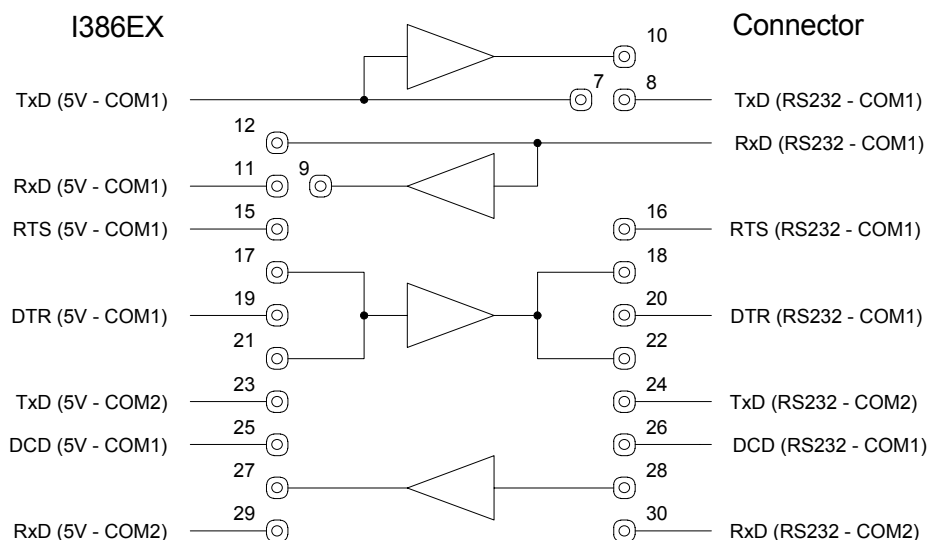 I386EX Connector
10
7 8
TxD (5V - COM1) TxD (RS232 - COM1)
12
RxD (RS232 - COM1)
11 9
RxD (5V - COM1)
15 16
RTS (5V - COM1) RTS (RS232 - COM1)
17 18
19 20
DTR (5V - COM1) DTR (RS232 - COM1)
21 22
23 24
TxD (5V - COM2) TxD (RS232 - COM2)
25 26
DCD (5V - COM1) DCD (RS232 - COM1)
27 28
29 30
RxD (5V - COM2) RxD (RS232 - COM2)